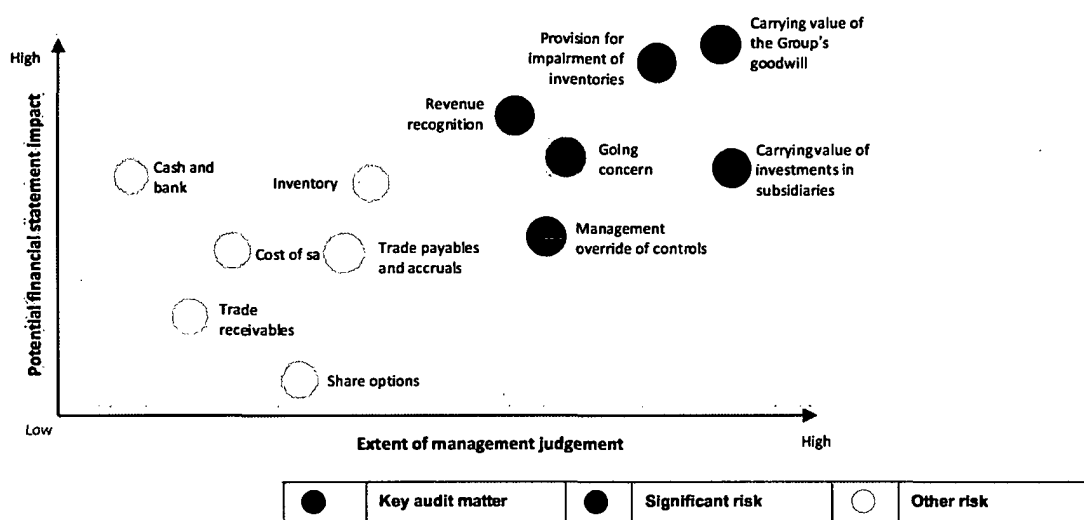 High
Potential financial statement impact
Low
Provision for
impairment of
inventories
Carrying value of
the Group's
goodwill
Revenue
recognition
Going
concern
Carrying value of
investments in
subsidiaries
Cash and
bank
Inventory
Management
override of controls
Cost of sa
Trade payables
and accruals
Trade
receivables
Share options
Extent of management judgement
High
Key audit matter
Significant risk
Other risk